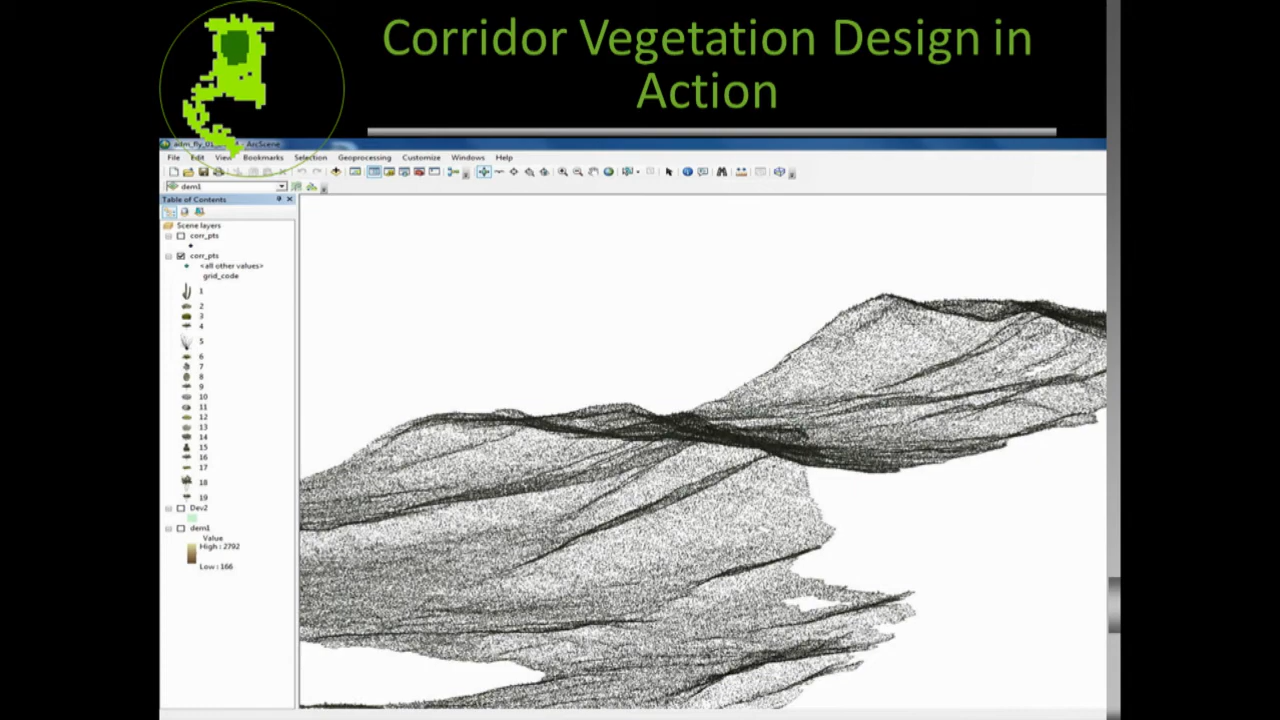 Corridor Vegetation Design in
Action
ArcScene
File Edit View Bookmarks Selection Geoprocessing Customize Windows Help
dem1
Table of Contents
Scene layers
corr_pts
corr_pts
<all other values>
grid_code
1
2
3
4
5
6
7
8
9
10
11
12
13
14
15
16
17
18
19
Dev2
dem1
Value
High : 2792
Low : 166